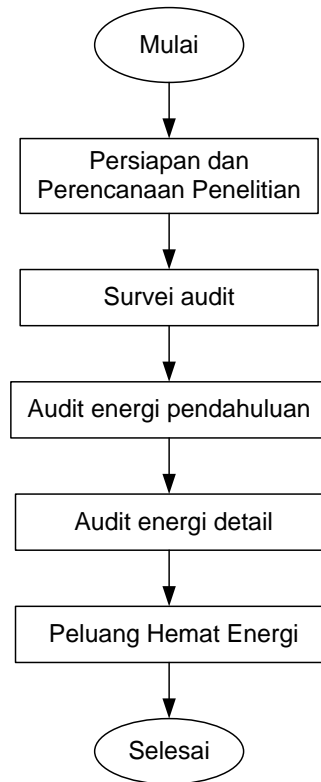 Mulai
Persiapan dan
Perencanaan Penelitian
Survei audit
Audit energi pendahuluan
Audit energi detail
Peluang Hemat Energi
Selesai